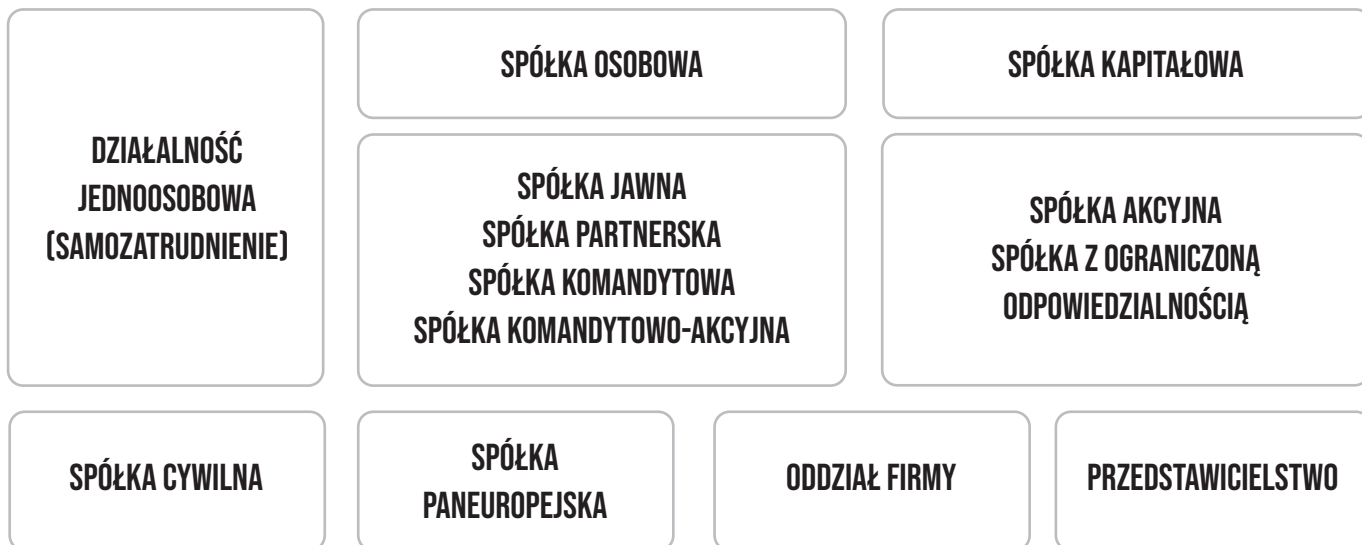 DZIAŁALNOŚĆ
JEDNOOSOBOWA
(SAMOZATRUDNIENIE)
SPÓŁKA OSOBOWA
SPÓŁKA KAPITAŁOWA
SPÓŁKA JAWNA
SPÓŁKA PARTNERSKA
SPÓŁKA KOMANDYTOWA
SPÓŁKA KOMANDYTOWO-AKCYJNA
SPÓŁKA AKCYJNA
SPÓŁKA Z OGRANICZONĄ
ODPOWIEDZIALNOŚCIĄ
SPÓŁKA CYWILNA
SPÓŁKA
PANEUROPEJSKA
ODDZIAŁ FIRMY
PRZEDSTAWICIELSTWO